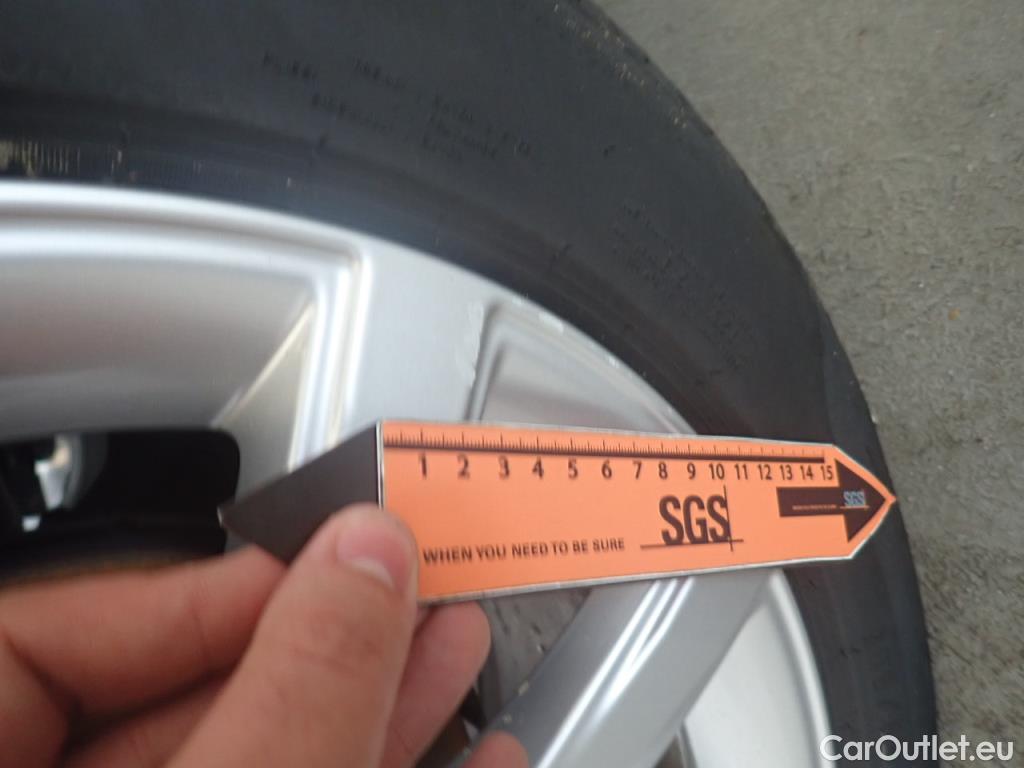 1 2 3 4 5 6 7 8 9 10 11 12 13 14 15
SGS
SGS
WHEN YOU NEED TO BE SURE
CarOutlet.eu